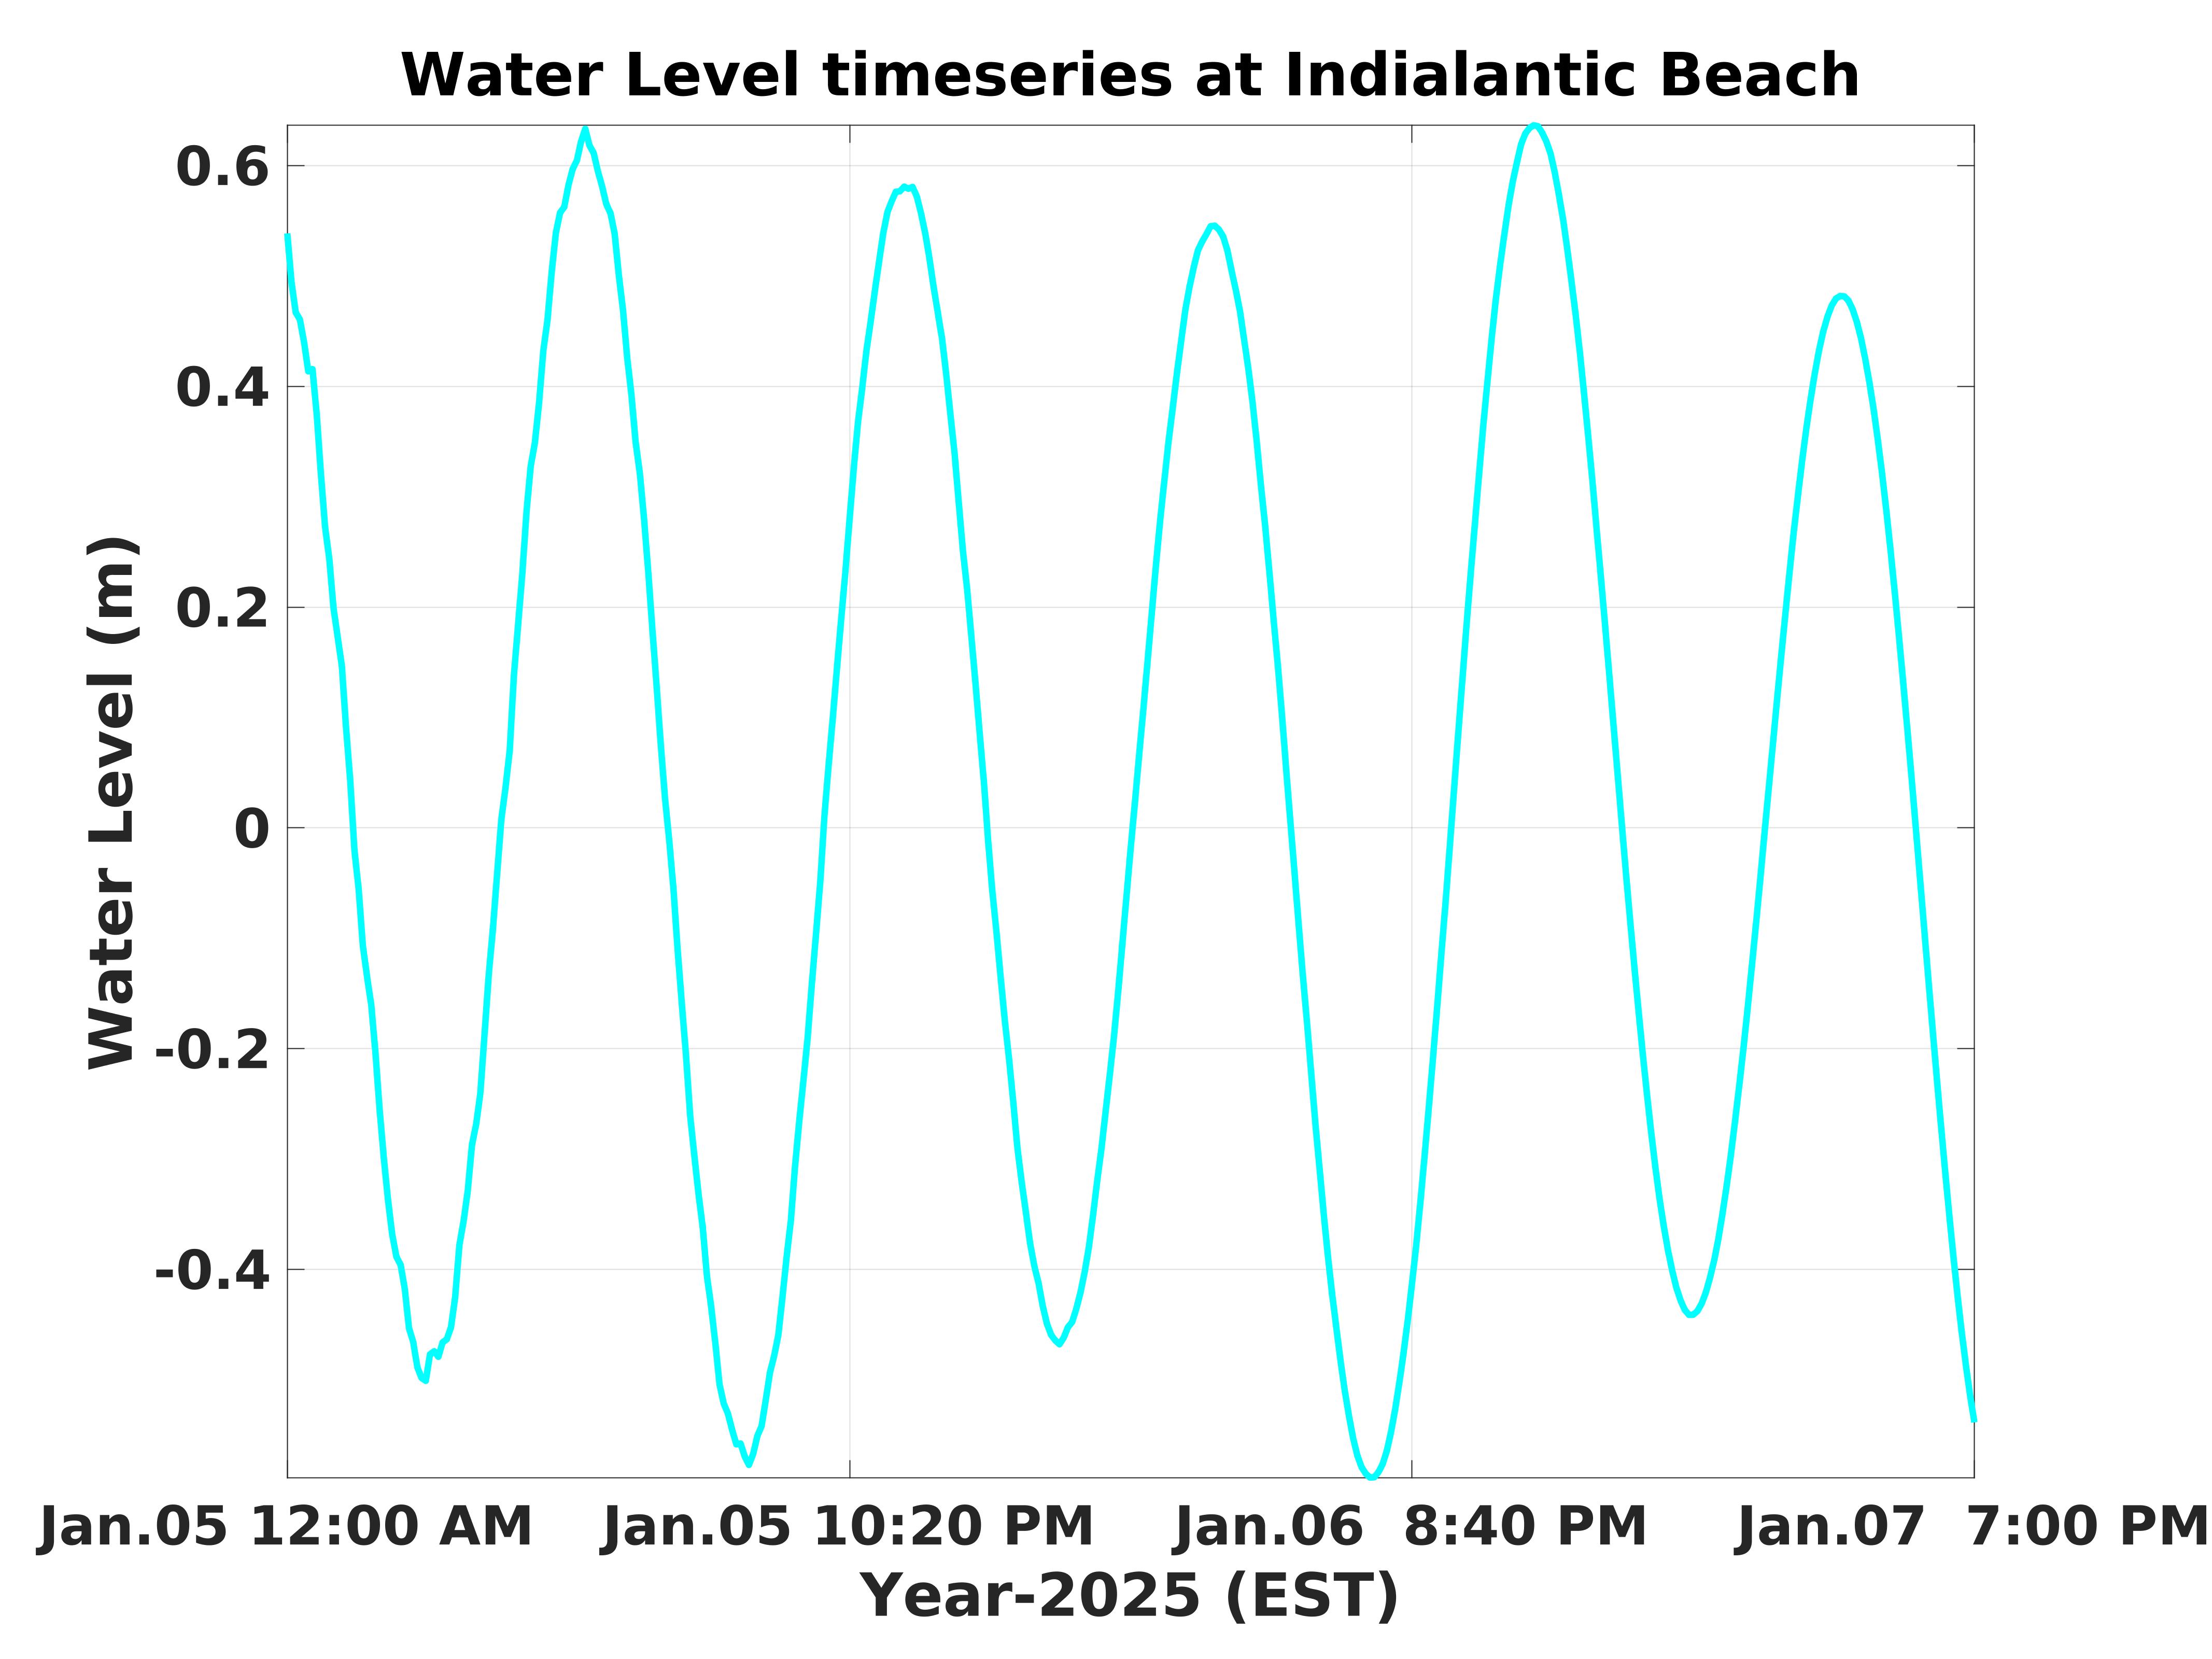 Water Level timeseries at Indialantic Beach
0.6
0.4
0.2
0
-0.2
-0.4
Water Level (m)
Jan.05 12:00 AM Jan.05 10:20 PM Jan.06 8:40 PM Jan.07 7:00 PM
Year-2025 (EST)